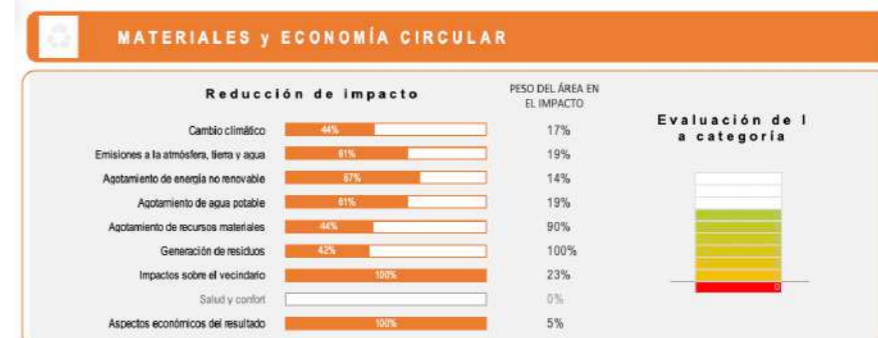 MATERIALES y ECONOMÍA CIRCULAR
Reducción de impacto
PESO DEL ÁREA EN
EL IMPACTO
Evaluación de l
a categoría
Cambio climático 44% 17%
Emisiones a la atmósfera, tierra y agua 61% 19%
Agotamiento de energía no renovable 67% 14%
Agotamiento de agua potable 61% 19%
Agotamiento de recursos materiales 44% 90%
Generación de residuos 42% 100%
Impactos sobre el vecindario 100% 23%
Salud y confort 0%
Aspectos económicos del resultado 100% 5%
0